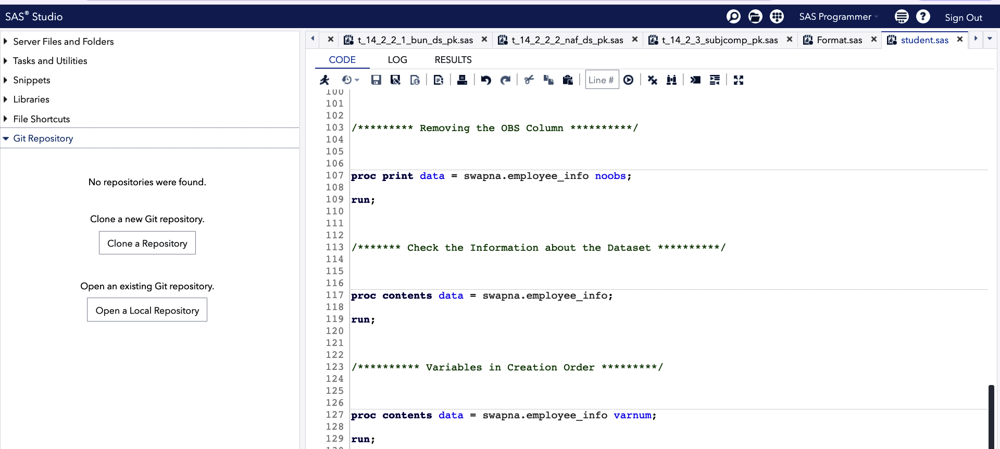 SAS® Studio
SAS Programmer
Sign Out
Server Files and Folders
Tasks and Utilities
Snippets
Libraries
File Shortcuts
Git Repository
No repositories were found.
Clone a new Git repository.
Clone a Repository
Open an existing Git repository.
Open a Local Repository
t_14_2_2_1_bun_ds_pk.sas
t_14_2_2_2_naf_ds_pk.sas
t_14_2_3_subjcomp_pk.sas
Format.sas
student.sas
CODE LOG RESULTS
Line #
100
101
102
103 /********* Removing the OBS Column **********/
104
105
106
107 proc print data = swapna.employee_info noobs;
108
109 run;
110
111
112
113 /******* Check the Information about the Dataset **********/
114
115
116
117 proc contents data = swapna.employee_info;
118
119 run;
120
121
122
123 /********** Variables in Creation Order *********/
124
125
126
127 proc contents data = swapna.employee_info varnum;
128
129 run;
130